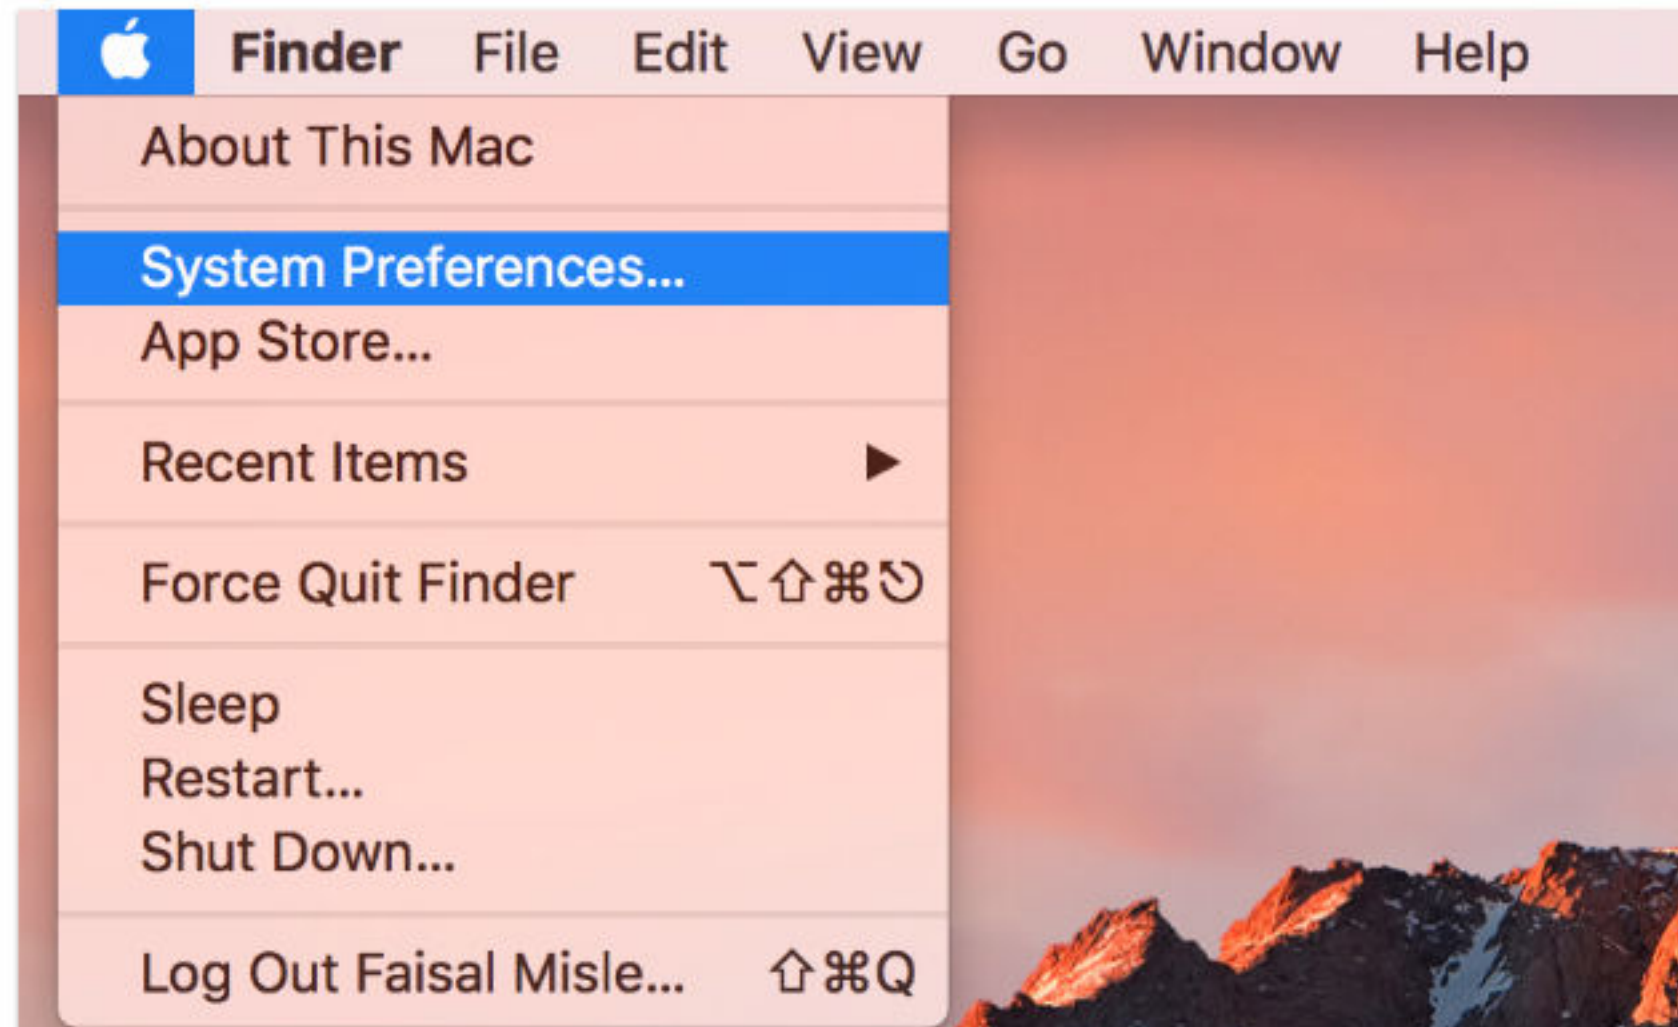 Finder File Edit View Go Window Help
About This Mac
System Preferences...
App Store...
Recent Items ▶
Force Quit Finder ⌥⇧⌘⎋
Sleep
Restart...
Shut Down...
Log Out Faisal Misle... ⇧⌘Q